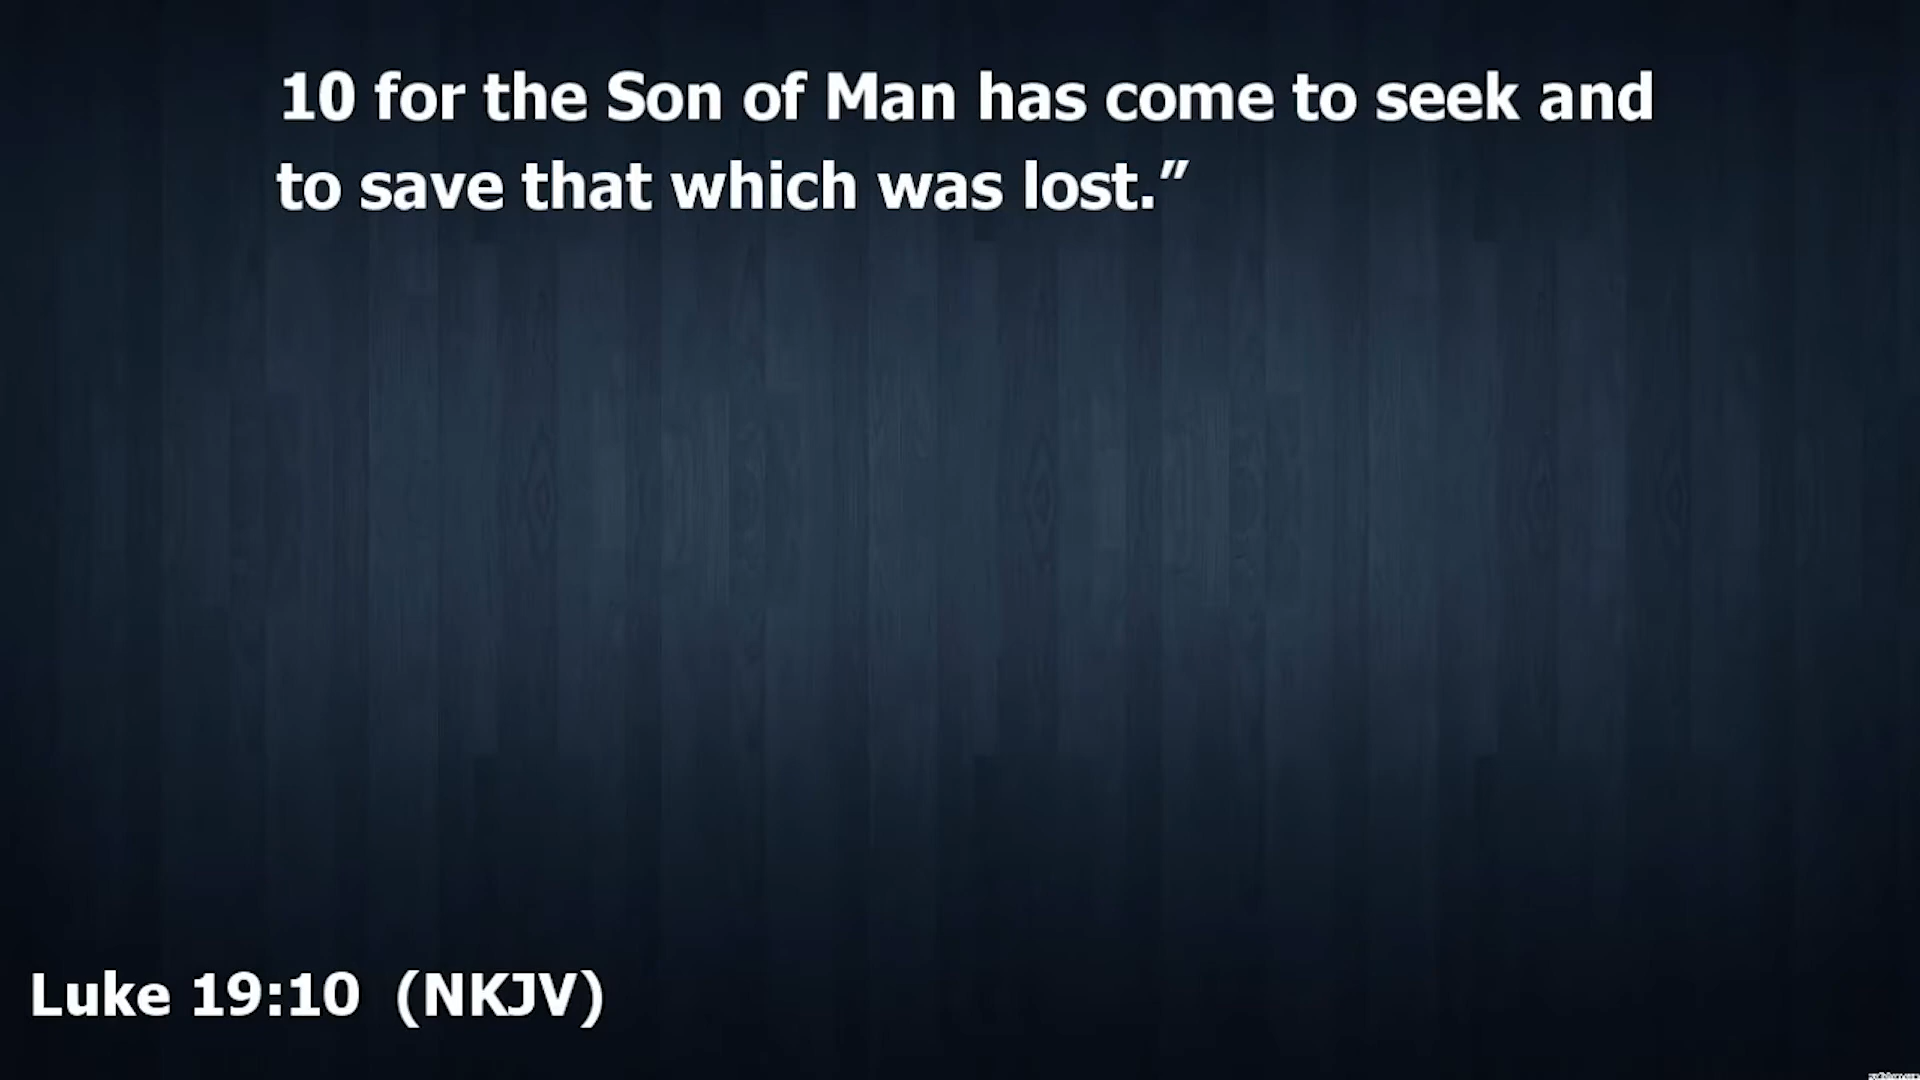 10 for the Son of Man has come to seek and
to save that which was lost.”
Luke 19:10 (NKJV)